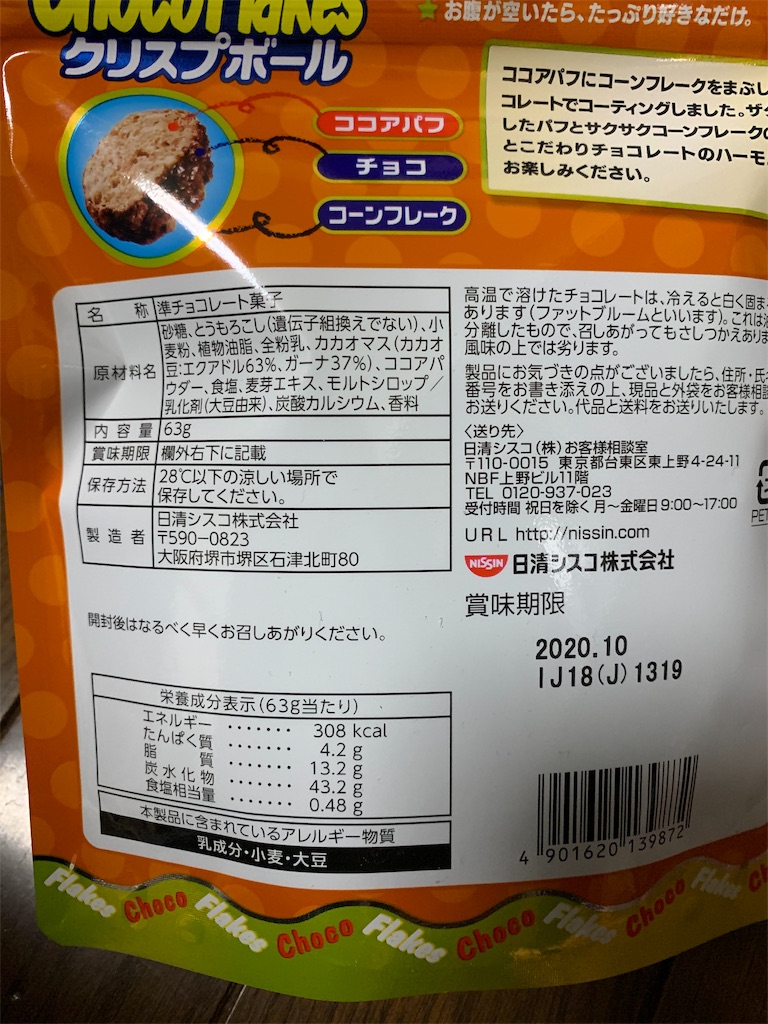 Choco Flakes
クリスプボール
★お腹が空いたら、たっぷり好きなだけ。
ココアパフ
チョコ
コーンフレーク
ココアパフにコーンフレークをまぶし
コレートでコーティングしました。ザク
したパフとサクサクコーンフレークの
とこだわりチョコレートのハーモ
お楽しみください。
名称 準チョコレート菓子
原材料名 砂糖、とうもろこし(遺伝子組換えでない)、小
麦粉、植物油脂、全粉乳、カカオマス(カカオ
豆:エクアドル63%、ガーナ37%)、ココアパ
ウダー、食塩、麦芽エキス、モルトシロップ/
乳化剤(大豆由来)、炭酸カルシウム、香料
内容量 63g
賞味期限 欄外右下に記載
保存方法 28℃以下の涼しい場所で
保存してください。
製造者 日清シスコ株式会社
〒590-0823
大阪府堺市堺区石津北町80
開封後はなるべく早くお召しあがりください。
栄養成分表示(63g当たり)
エネルギー ······· 308 kcal
たんぱく質 ······· 4.2 g
脂質 ······· 13.2 g
炭水化物 ······· 43.2 g
食塩相当量 ······· 0.48 g
本製品に含まれているアレルギー物質
乳成分・小麦・大豆
高温で溶けたチョコレートは、冷えると白く固ま
あります(ファットブルームといいます)。これは油
分離したもので、召しあがってもさしつかえありま
風味の上では劣ります。
製品にお気づきの点がございましたら、住所・氏
番号をお書き添えの上、現品と外袋をお客様相談
お送りください。代品と送料をお送りいたします。
〈送り先〉
日清シスコ(株)お客様相談室
〒110-0015 東京都台東区東上野4-24-11
NBF上野ビル11階
TEL 0120-937-023
受付時間 祝日を除く月~金曜日9:00~17:00
URL http://nissin.com
NISSIN 日清シスコ株式会社
賞味期限
2020.10
IJ18(J)1319
4 901620 139872
PET
Flakes Choco Flakes Choco Flakes Choco Flakes Choco Flakes Ch